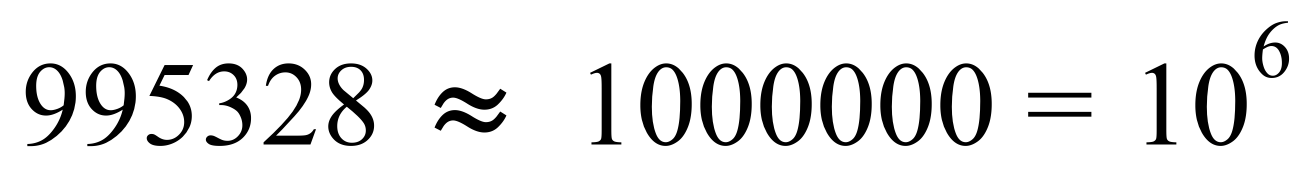 995328 ≈ 1000000 = 10⁶